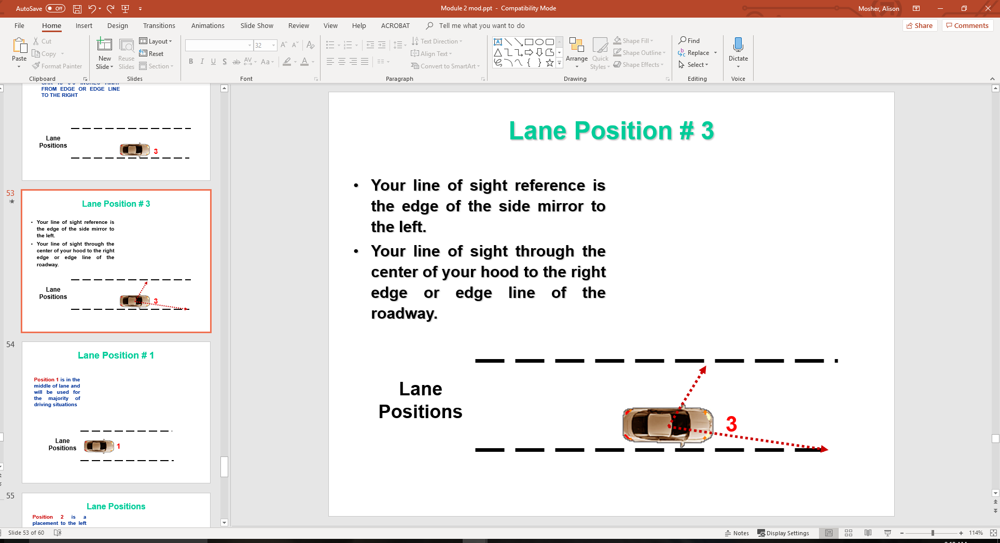 AutoSave Off
Module 2 mod.ppt - Compatibility Mode
Mosher, Alison
File Home Insert Design Transitions Animations Slide Show Review View Help ACROBAT Tell me what you want to do
Share Comments
Paste
Cut
Copy
Format Painter
Clipboard
New Slide
Reuse Slides
Layout
Reset
Section
Slides
32
A A A
B I U S ab AV Aa A
Font
Text Direction
Align Text
Convert to SmartArt
Paragraph
A
Arrange
Quick Styles
Shape Fill
Shape Outline
Shape Effects
Drawing
Find
Replace
Select
Editing
Dictate
Voice
FROM EDGE OR EDGE LINE
TO THE RIGHT
Lane
Positions
3
53
Lane Position # 3
• Your line of sight reference is
the edge of the side mirror to
the left.
• Your line of sight through the
center of your hood to the right
edge or edge line of the
roadway.
Lane
Positions
3
54
Lane Position # 1
Position 1 is in the
middle of lane and
will be used for
the majority of
driving situations
Lane
Positions
1
55
Lane Positions
Position 2 is a
placement to the left
Lane Position # 3
• Your line of sight reference is
the edge of the side mirror to
the left.
• Your line of sight through the
center of your hood to the right
edge or edge line of the
roadway.
Lane
Positions
3
Slide 53 of 60
Notes Display Settings 114%